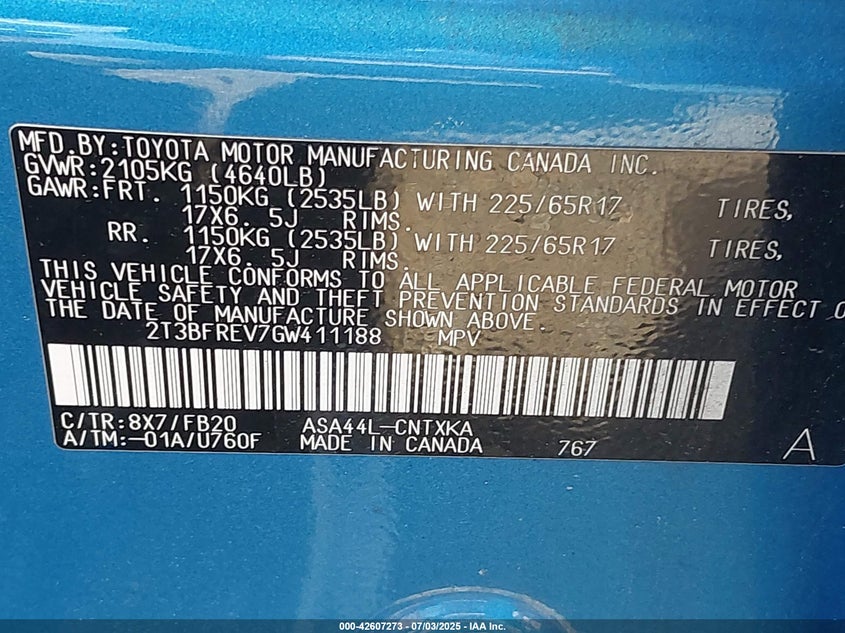 MFD.BY:TOYOTA MOTOR MANUFACTURING CANADA INC.
GVWR:2105KG (4640LB)
GAWR:FRT. 1150KG (2535LB) WITH 225/65R17 TIRES,
17X6. 5J RIMS.
RR. 1150KG (2535LB) WITH 225/65R17 TIRES,
17X6. 5J RIMS.
THIS VEHICLE CONFORMS TO ALL APPLICABLE FEDERAL MOTOR
VEHICLE SAFETY AND THEFT PREVENTION STANDARDS IN EFFECT O
THE DATE OF MANUFACTURE SHOWN ABOVE.
2T3BFREV7GW411188 MPV
C/TR:8X7/FB20 ASA44L-CNTXKA
A/TM:-01A/U760F MADE IN CANADA 767 A
000-42607273 - 07/03/2025 - IAA Inc.